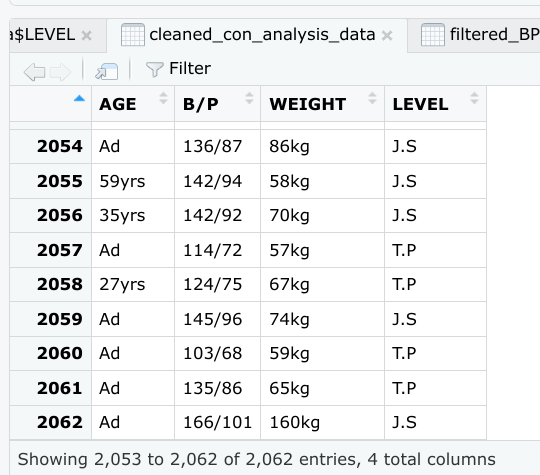 a$LEVEL cleaned_con_analysis_data filtered_BP
Filter
AGE B/P WEIGHT LEVEL
2054 Ad 136/87 86kg J.S
2055 59yrs 142/94 58kg J.S
2056 35yrs 142/92 70kg J.S
2057 Ad 114/72 57kg T.P
2058 27yrs 124/75 67kg T.P
2059 Ad 145/96 74kg J.S
2060 Ad 103/68 59kg T.P
2061 Ad 135/86 65kg T.P
2062 Ad 166/101 160kg J.S
Showing 2,053 to 2,062 of 2,062 entries, 4 total columns